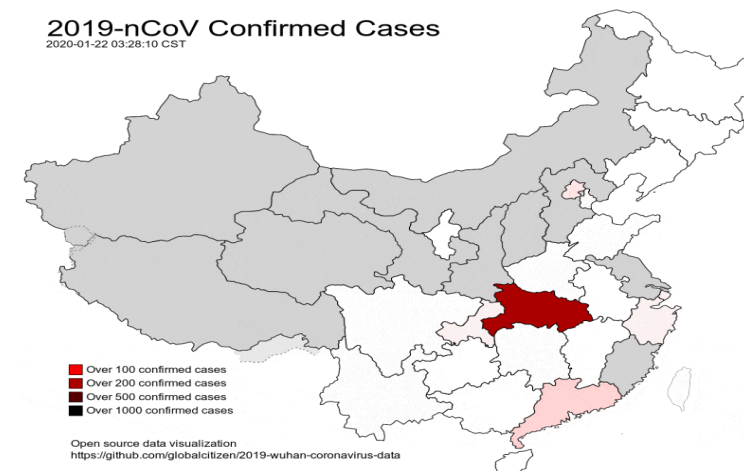 2019-nCoV Confirmed Cases
2020-01-22 03:28:10 CST
Over 100 confirmed cases
Over 200 confirmed cases
Over 500 confirmed cases
Over 1000 confirmed cases
Open source data visualization
https://github.com/globalcitizen/2019-wuhan-coronavirus-data